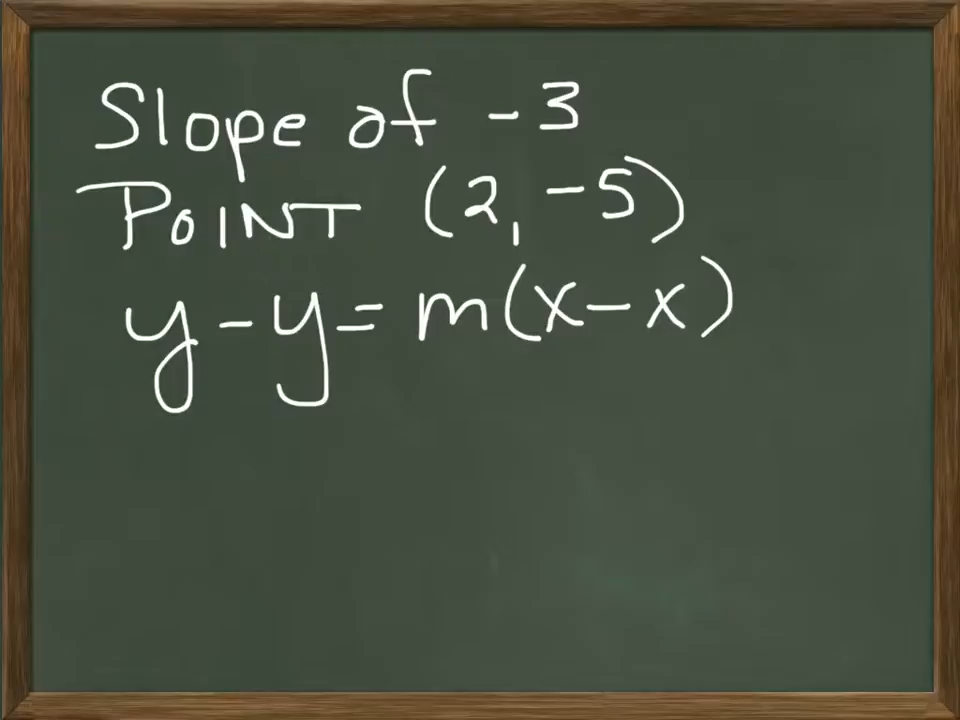 Slope of -3
POINT (2, -5)
y - y = m(x - x)